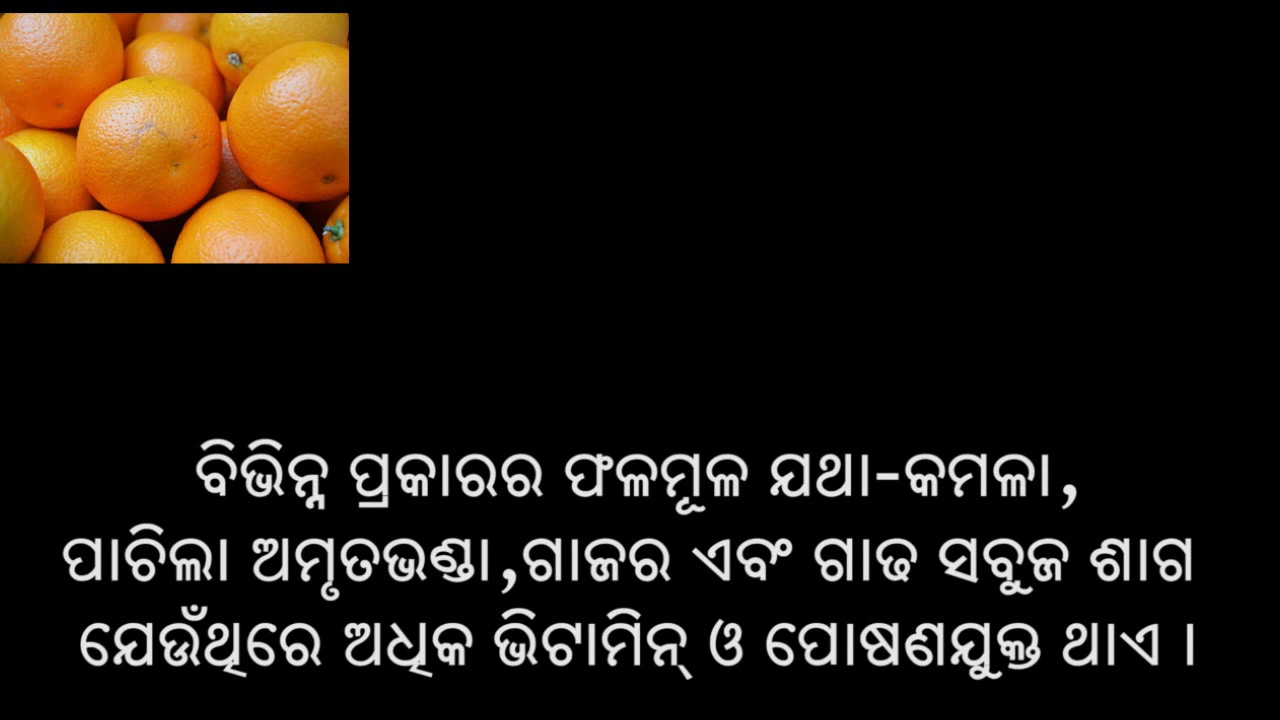 ବିଭିନ୍ନ ପ୍ରକାରର ଫଳମୂଳ ଯଥା-କମଳା,
ପାଚିଲା ଅମୃତଭଣ୍ଡା,ଗାଜର ଏବଂ ଗାଢ ସବୁଜ ଶାଗ
ଯେଉଁଥିରେ ଅଧିକ ଭିଟାମିନ୍ ଓ ପୋଷଣଯୁକ୍ତ ଥାଏ ।